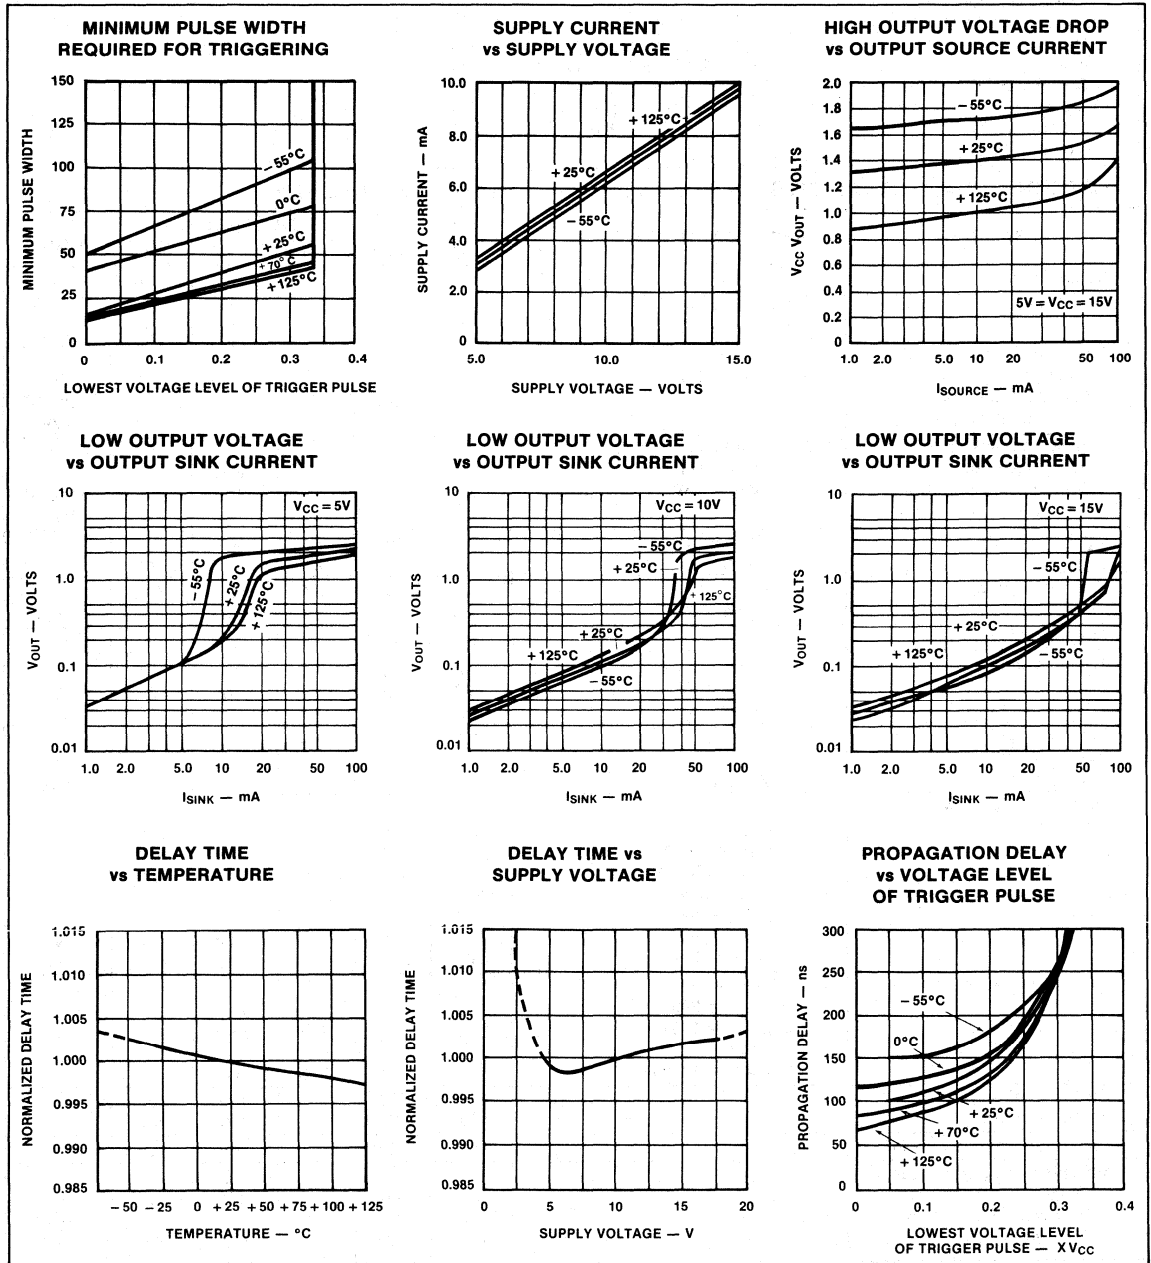 MINIMUM PULSE WIDTH
REQUIRED FOR TRIGGERING
150
125
100
75
50
25
0
MINIMUM PULSE WIDTH
-55°C
0°C
+25°C
+70°C
+125°C
0 0.1 0.2 0.3 0.4
LOWEST VOLTAGE LEVEL OF TRIGGER PULSE
SUPPLY CURRENT
vs SUPPLY VOLTAGE
10.0
8.0
6.0
4.0
2.0
0
SUPPLY CURRENT — mA
+125°C
+25°C
-55°C
5.0 10.0 15.0
SUPPLY VOLTAGE — VOLTS
HIGH OUTPUT VOLTAGE DROP
vs OUTPUT SOURCE CURRENT
2.0
1.8
1.6
1.4
1.2
1.0
0.8
0.6
0.4
0.2
0
VCC VOUT — VOLTS
-55°C
+25°C
+125°C
5V = VCC = 15V
1.0 2.0 5.0 10 20 50 100
ISOURCE — mA
LOW OUTPUT VOLTAGE
vs OUTPUT SINK CURRENT
10
1.0
0.1
0.01
VOUT — VOLTS
VCC = 5V
-55°C
+25°C
+125°C
1.0 2.0 5.0 10 20 50 100
ISINK — mA
LOW OUTPUT VOLTAGE
vs OUTPUT SINK CURRENT
10
1.0
0.1
0.01
VOUT — VOLTS
VCC = 10V
-55°C
+25°C
+125°C
+25°C
+125°C
-55°C
1.0 2.0 5.0 10 20 50 100
ISINK — mA
LOW OUTPUT VOLTAGE
vs OUTPUT SINK CURRENT
10
1.0
0.1
0.01
VOUT — VOLTS
VCC = 15V
-55°C
+25°C
+125°C
-55°C
1.0 2.0 5.0 10 20 50 100
ISINK — mA
DELAY TIME
vs TEMPERATURE
1.015
1.010
1.005
1.000
0.995
0.990
0.985
NORMALIZED DELAY TIME
-50 -25 0 +25 +50 +75 +100 +125
TEMPERATURE — °C
DELAY TIME vs
SUPPLY VOLTAGE
1.015
1.010
1.005
1.000
0.995
0.990
0.985
NORMALIZED DELAY TIME
0 5 10 15 20
SUPPLY VOLTAGE — V
PROPAGATION DELAY
vs VOLTAGE LEVEL
OF TRIGGER PULSE
300
250
200
150
100
50
0
PROPAGATION DELAY — ns
-55°C
0°C
+25°C
+70°C
+125°C
0 0.1 0.2 0.3 0.4
LOWEST VOLTAGE LEVEL
OF TRIGGER PULSE — X VCC